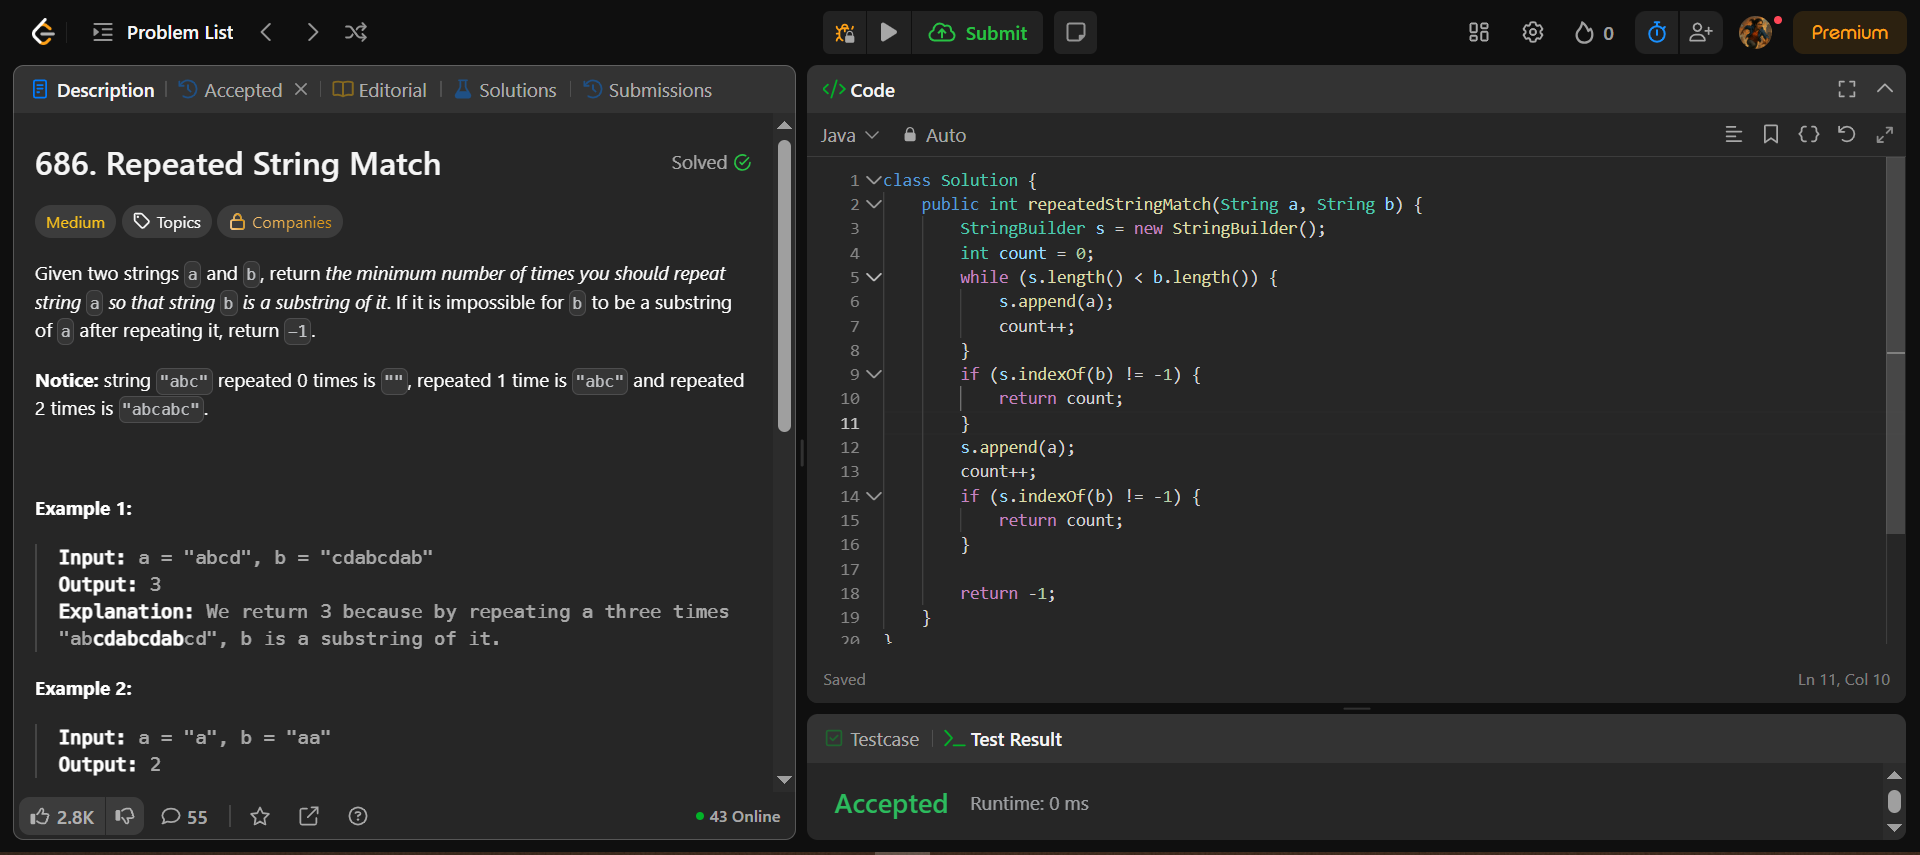 Problem List
Submit
0
Premium
Description
Accepted
Editorial
Solutions
Submissions
686. Repeated String Match
Solved
Medium
Topics
Companies
Given two strings a and b, return the minimum number of times you should repeat
string a so that string b is a substring of it. If it is impossible for b to be a substring
of a after repeating it, return -1.
Notice: string "abc" repeated 0 times is "", repeated 1 time is "abc" and repeated
2 times is "abcabc".
Example 1:
Input: a = "abcd", b = "cdabcdab"
Output: 3
Explanation: We return 3 because by repeating a three times
"abcdabcdabcd", b is a substring of it.
Example 2:
Input: a = "a", b = "aa"
Output: 2
2.8K
55
43 Online
</> Code
Java
Auto
1 class Solution {
2     public int repeatedStringMatch(String a, String b) {
3         StringBuilder s = new StringBuilder();
4         int count = 0;
5         while (s.length() < b.length()) {
6             s.append(a);
7             count++;
8         }
9         if (s.indexOf(b) != -1) {
10             return count;
11         }
12         s.append(a);
13         count++;
14         if (s.indexOf(b) != -1) {
15             return count;
16         }
17
18         return -1;
19     }
20 }
Saved
Ln 11, Col 10
Testcase
Test Result
Accepted
Runtime: 0 ms